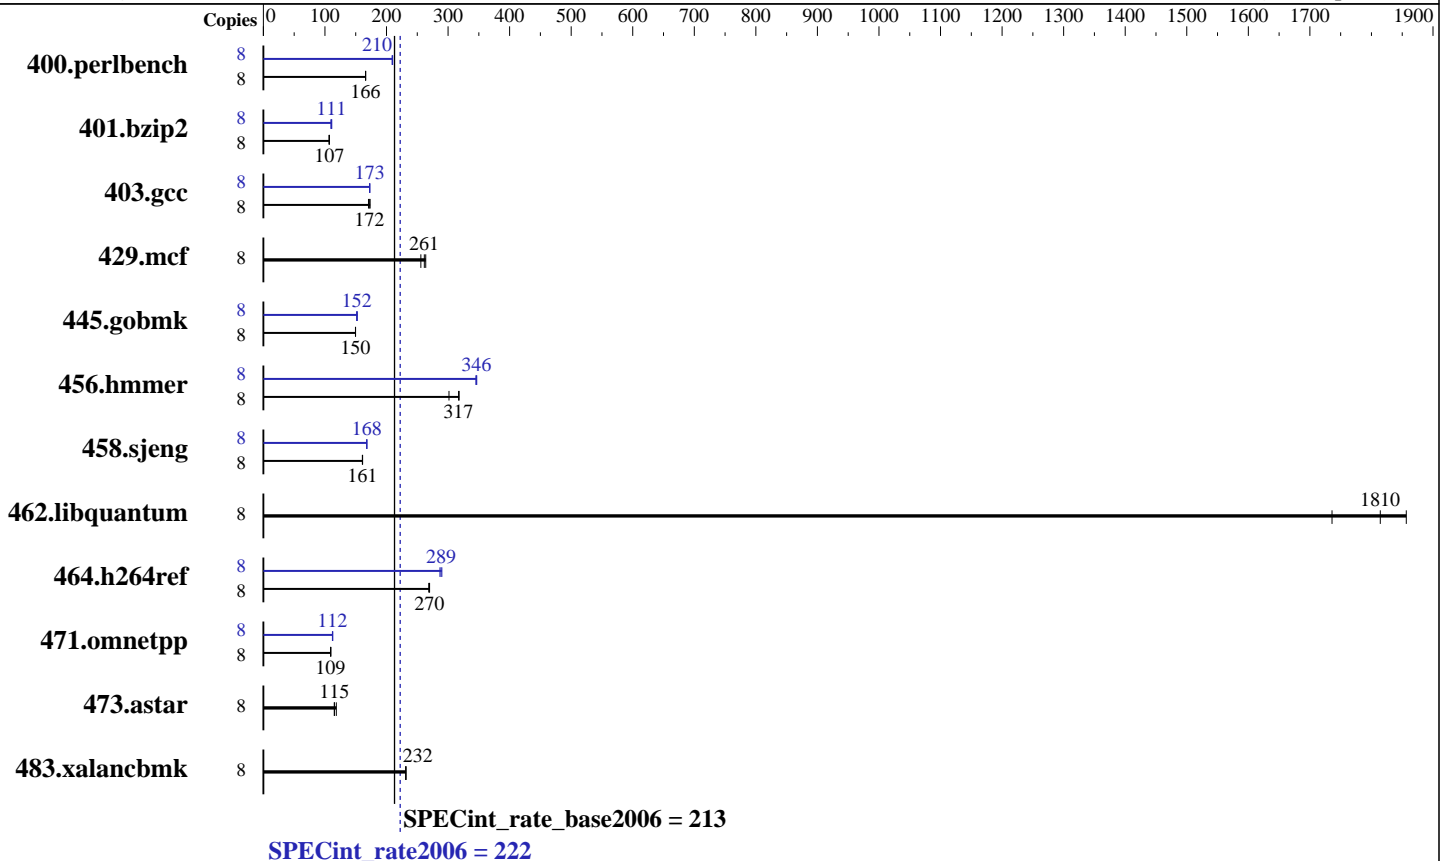 Copies 0 100 200 300 400 500 600 700 800 900 1000 1100 1200 1300 1400 1500 1600 1700 1900
400.perlbench 8 210
8 166
401.bzip2 8 111
8 107
403.gcc 8 173
8 172
429.mcf 8 261
445.gobmk 8 152
8 150
456.hmmer 8 346
8 317
458.sjeng 8 168
8 161
462.libquantum 8 1810
464.h264ref 8 289
8 270
471.omnetpp 8 112
8 109
473.astar 8 115
483.xalancbmk 8 232
SPECint_rate_base2006 = 213
SPECint_rate2006 = 222